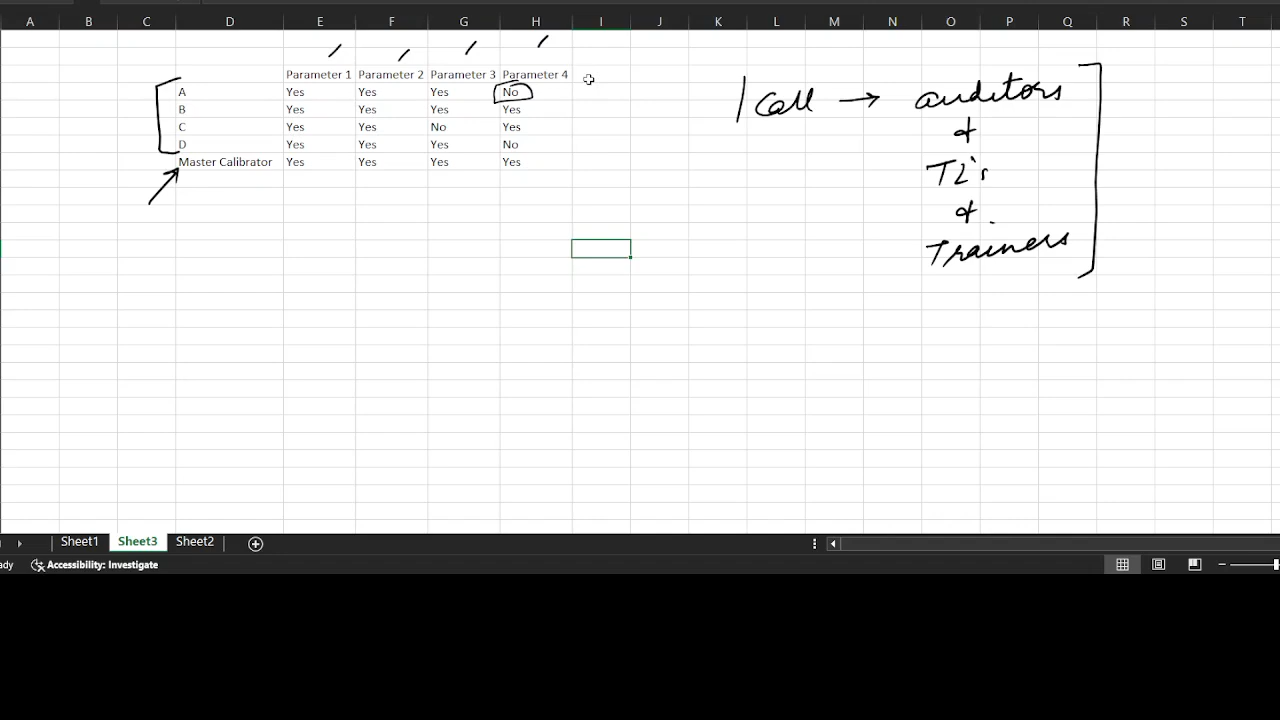 A B C D E F G H I J K L M N O P Q R S T
Parameter 1 Parameter 2 Parameter 3 Parameter 4
A Yes Yes Yes No
B Yes Yes Yes Yes
C Yes Yes No Yes
D Yes Yes Yes No
Master Calibrator Yes Yes Yes Yes
1 Call → auditors
&
TL's
&
Trainers
Sheet1 Sheet3 Sheet2
ady Accessibility: Investigate